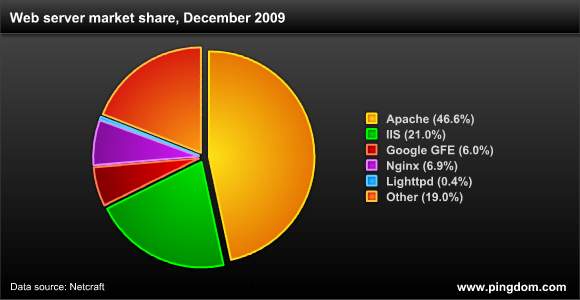 Web server market share, December 2009
Apache (46.6%)
IIS (21.0%)
Google GFE (6.0%)
Nginx (6.9%)
Lighttpd (0.4%)
Other (19.0%)
Data source: Netcraft
www.pingdom.com